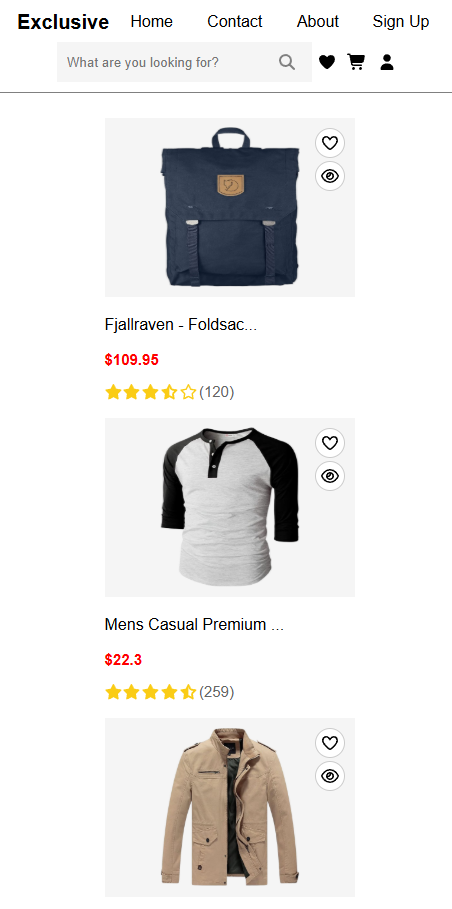 Exclusive Home Contact About Sign Up
What are you looking for?
Fjallraven - Foldsac...
$109.95
(120)
Mens Casual Premium ...
$22.3
(259)